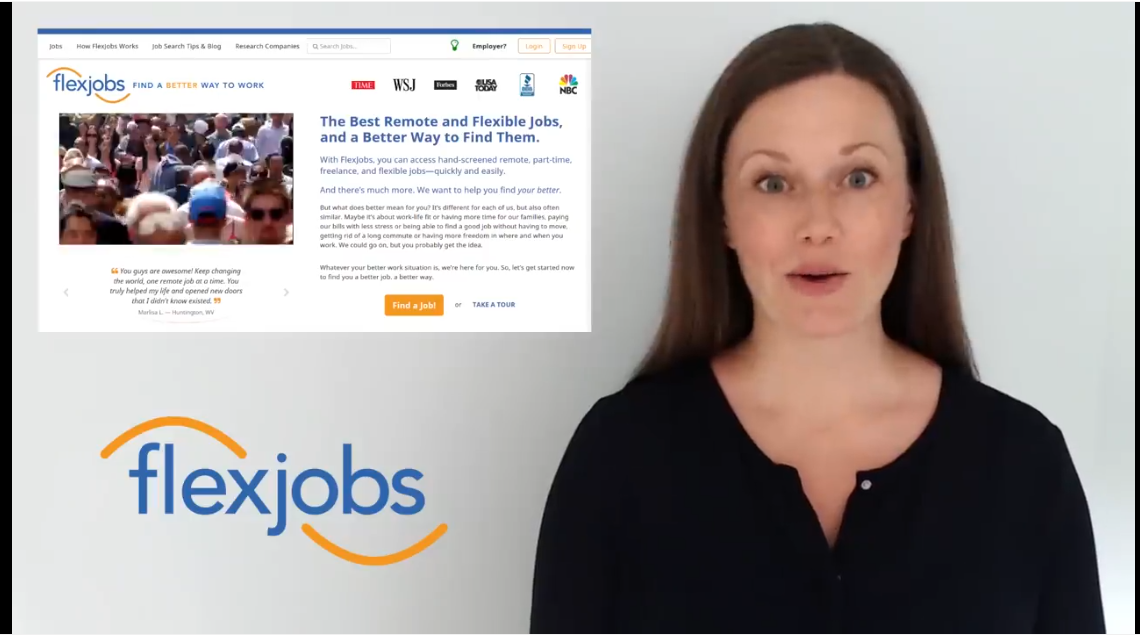 Jobs How FlexJobs Works Job Search Tips & Blog Research Companies Search Jobs... Employer? Login Sign Up
flexjobs FIND A BETTER WAY TO WORK TIME WSJ Forbes USA TODAY BBB NBC
The Best Remote and Flexible Jobs,
and a Better Way to Find Them.
With FlexJobs, you can access hand-screened remote, part-time,
freelance, and flexible jobs—quickly and easily.
And there's much more. We want to help you find your better.
But what does better mean for you? It's different for each of us, but also often
similar. Maybe it's about work-life fit or having more time for our families, paying
our bills with less stress or being able to find a good job without having to move,
getting rid of a long commute or having more freedom in where and when you
work. We could go on, but you probably get the idea.
Whatever your better work situation is, we're here for you. So, let's get started now
to find you a better job, a better way.
Find a Job! or TAKE A TOUR
“ You guys are awesome! Keep changing
the world, one remote job at a time. You
truly helped my life and opened new doors
that I didn't know existed. ”
Marlisa L. — Huntington, WV
flexjobs